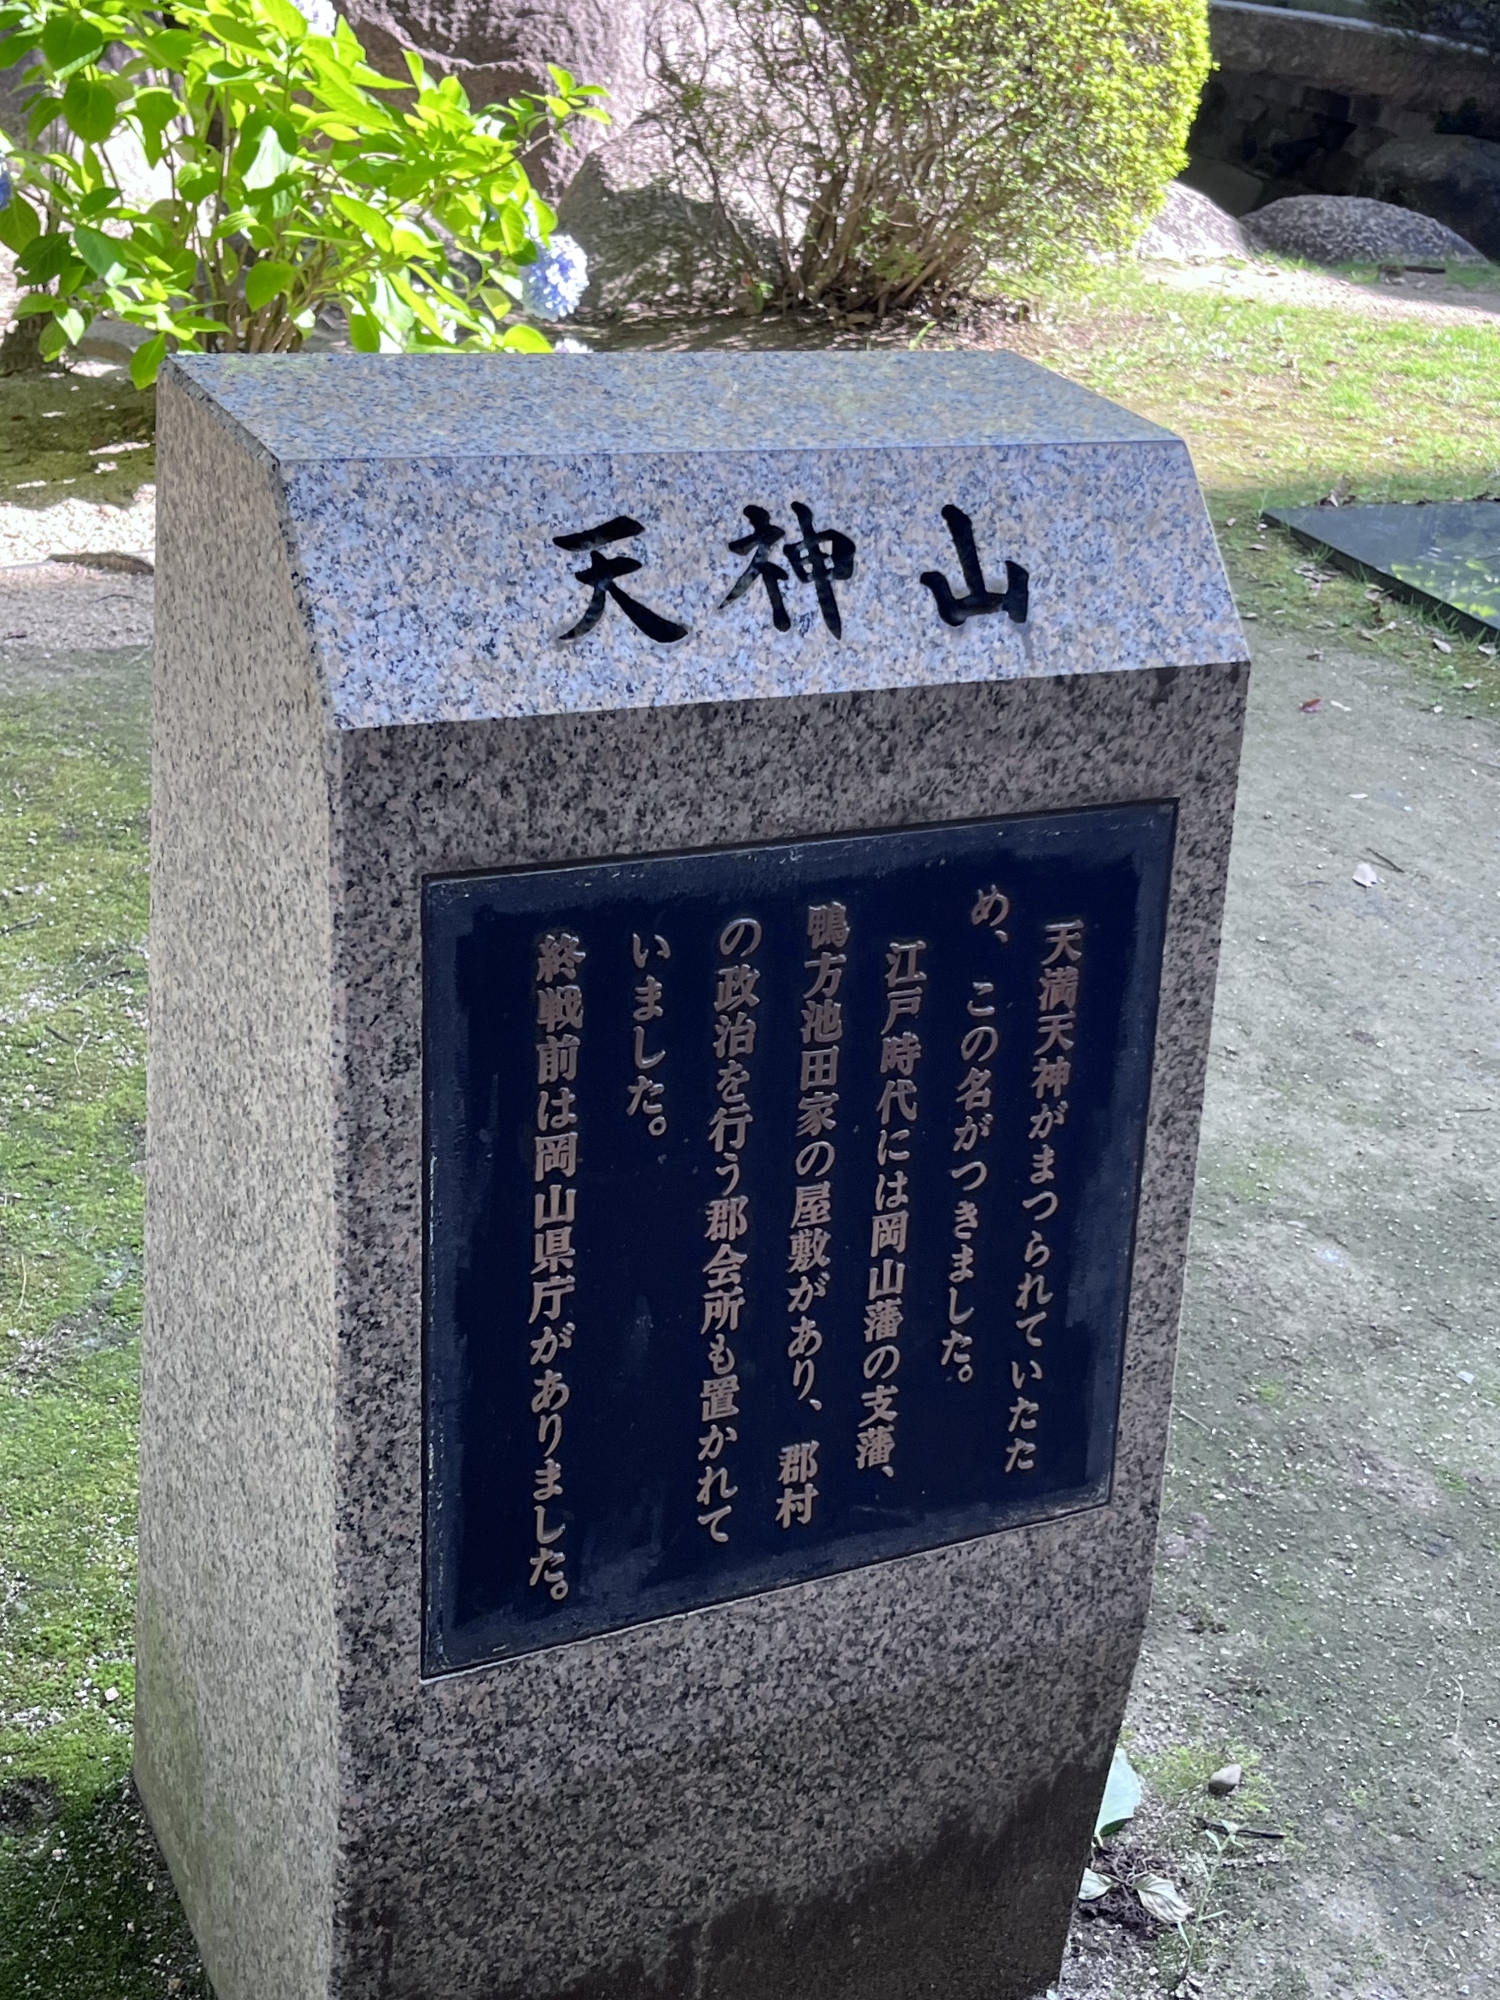 天神山
天満天神がまつられていたた
め、この名がつきました。
江戸時代には岡山藩の支藩、
鴨方池田家の屋敷があり、郡村
の政治を行う郡会所も置かれて
いました。
終戦前は岡山県庁がありました。